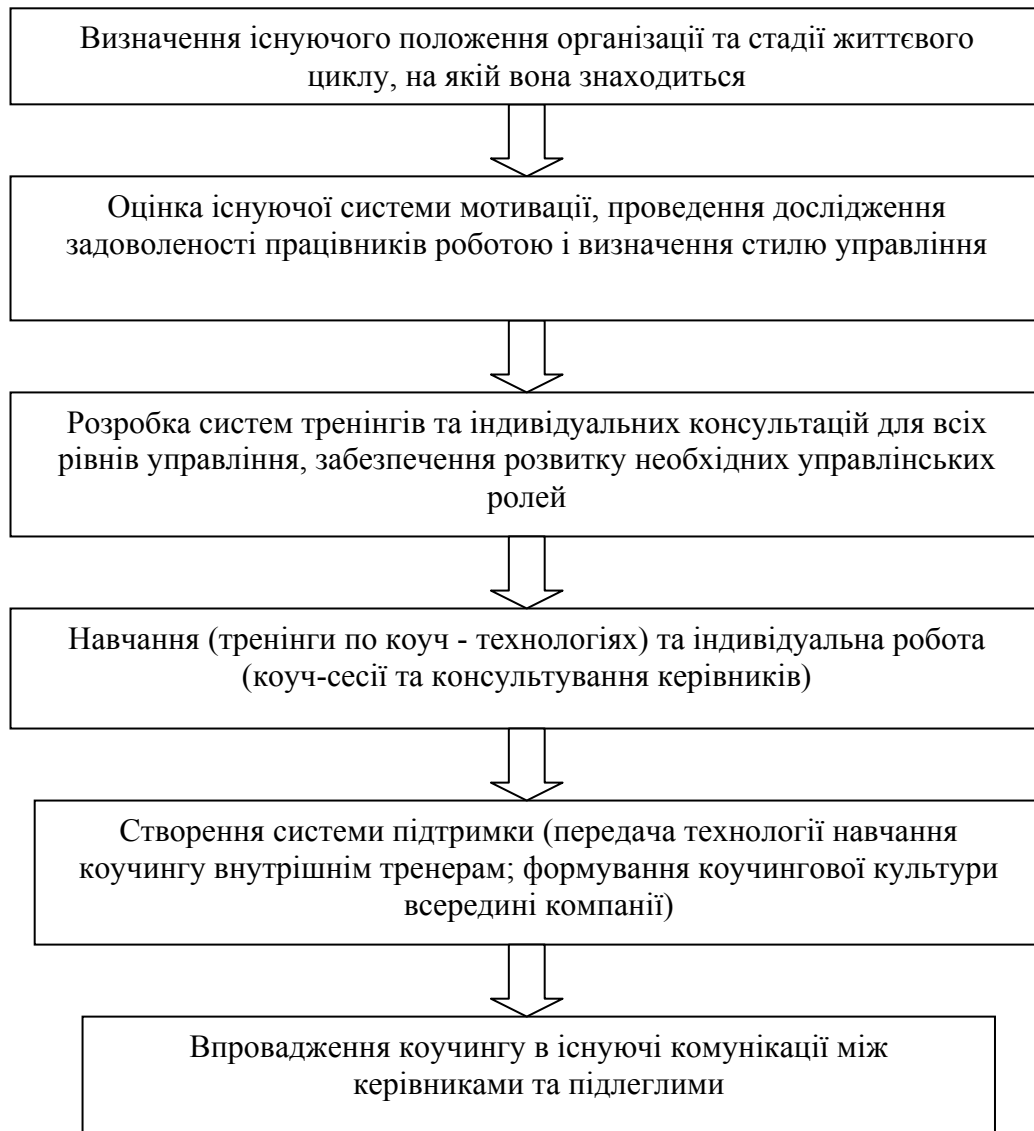 Визначення існуючого положення організації та стадії життєвого
циклу, на якій вона знаходиться
Оцінка існуючої системи мотивації, проведення дослідження
задоволеності працівників роботою і визначення стилю управління
Розробка систем тренінгів та індивідуальних консультацій для всіх
рівнів управління, забезпечення розвитку необхідних управлінських
ролей
Навчання (тренінги по коуч - технологіях) та індивідуальна робота
(коуч-сесії та консультування керівників)
Створення системи підтримки (передача технології навчання
коучингу внутрішнім тренерам; формування коучингової культури
всередині компанії)
Впровадження коучингу в існуючі комунікації між
керівниками та підлеглими